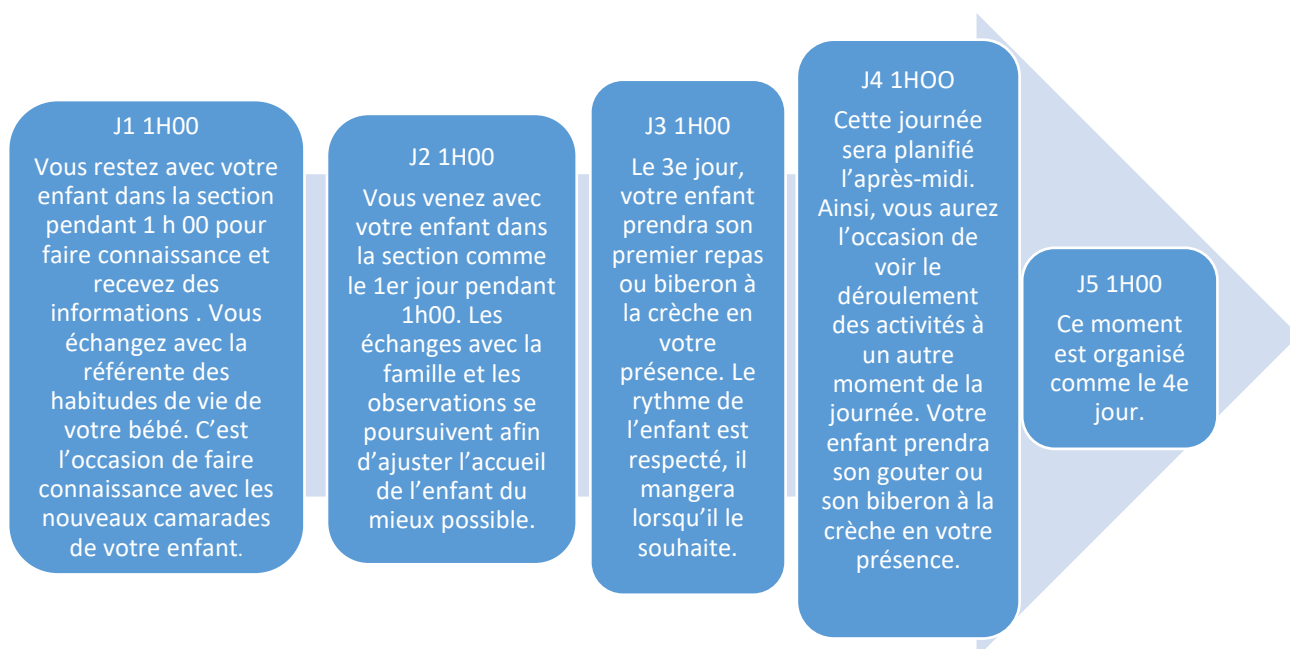 J1 1H00
Vous restez avec votre
enfant dans la section
pendant 1 h 00 pour
faire connaissance et
recevez des
informations . Vous
échangez avec la
référente des
habitudes de vie de
votre bébé. C’est
l’occasion de faire
connaissance avec les
nouveaux camarades
de votre enfant.
J2 1H00
Vous venez avec
votre enfant dans
la section comme
le 1er jour pendant
1h00. Les
échanges avec la
famille et les
observations se
poursuivent afin
d’ajuster l’accueil
de l’enfant du
mieux possible.
J3 1H00
Le 3e jour,
votre enfant
prendra son
premier repas
ou biberon à
la crèche en
votre
présence. Le
rythme de
l’enfant est
respecté, il
mangera
lorsqu’il le
souhaite.
J4 1HOO
Cette journée
sera planifié
l’après-midi.
Ainsi, vous aurez
l’occasion de
voir le
déroulement
des activités à
un autre
moment de la
journée. Votre
enfant prendra
son gouter ou
son biberon à la
crèche en votre
présence.
J5 1H00
Ce moment
est organisé
comme le 4e
jour.